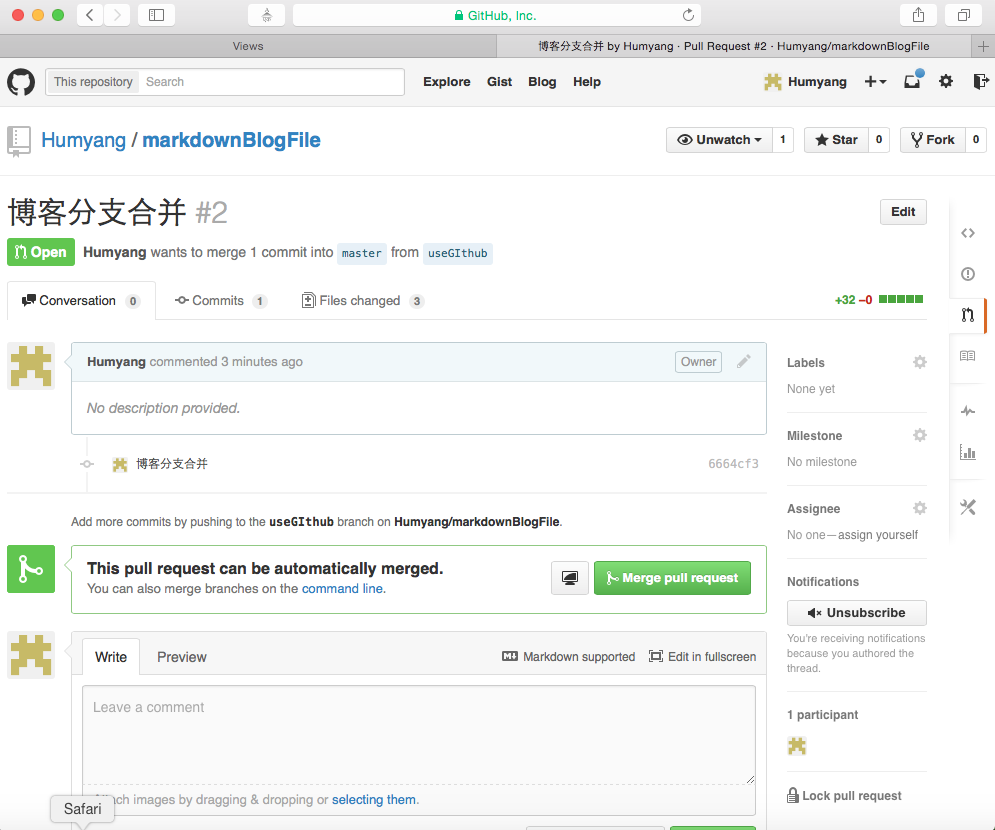 GitHub, Inc.
Views
博客分支合并 by Humyang · Pull Request #2 · Humyang/markdownBlogFile
This repository Search Explore Gist Blog Help Humyang
Humyang / markdownBlogFile Unwatch 1 Star 0 Fork 0
博客分支合并 #2 Edit
Open Humyang wants to merge 1 commit into master from useGIthub
Conversation 0 Commits 1 Files changed 3 +32 −0
Humyang commented 3 minutes ago Owner
No description provided.
博客分支合并 6664cf3
Add more commits by pushing to the useGIthub branch on Humyang/markdownBlogFile.
This pull request can be automatically merged.
You can also merge branches on the command line.
Merge pull request
Write Preview Markdown supported Edit in fullscreen
Leave a comment
images by dragging & dropping or selecting them.
Safari
Labels
None yet
Milestone
No milestone
Assignee
No one—assign yourself
Notifications
Unsubscribe
You're receiving notifications
because you authored the
thread.
1 participant
Lock pull request